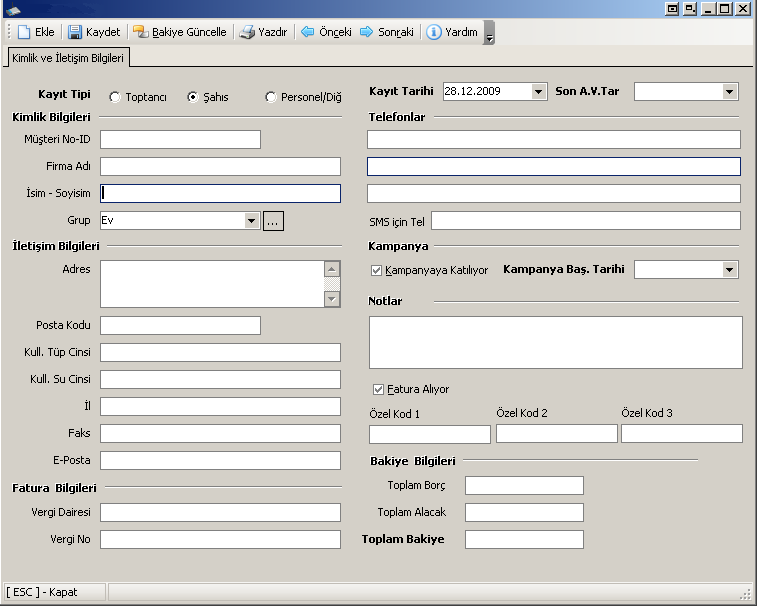 Ekle Kaydet Bakiye Güncelle Yazdır Önçeki Sonraki Yardım
Kimlik ve İletişim Bilgileri
Kayıt Tipi Toptancı Şahıs Personel/Diğ
Kayıt Tarihi 28.12.2009 Son A.V.Tar
Kimlik Bilgileri
Müşteri No-ID
Firma Adı
İsim - Soyisim
Grup Ev ...
Telefonlar
SMS için Tel
İletişim Bilgileri
Adres
Posta Kodu
Kull. Tüp Cinsi
Kull. Su Cinsi
İl
Faks
E-Posta
Kampanya
Kampanyaya Katılıyor Kampanya Baş. Tarihi
Notlar
Fatura Alıyor
Özel Kod 1 Özel Kod 2 Özel Kod 3
Fatura Bilgileri
Vergi Dairesi
Vergi No
Bakiye Bilgileri
Toplam Borç
Toplam Alacak
Toplam Bakiye
[ ESC ] - Kapat